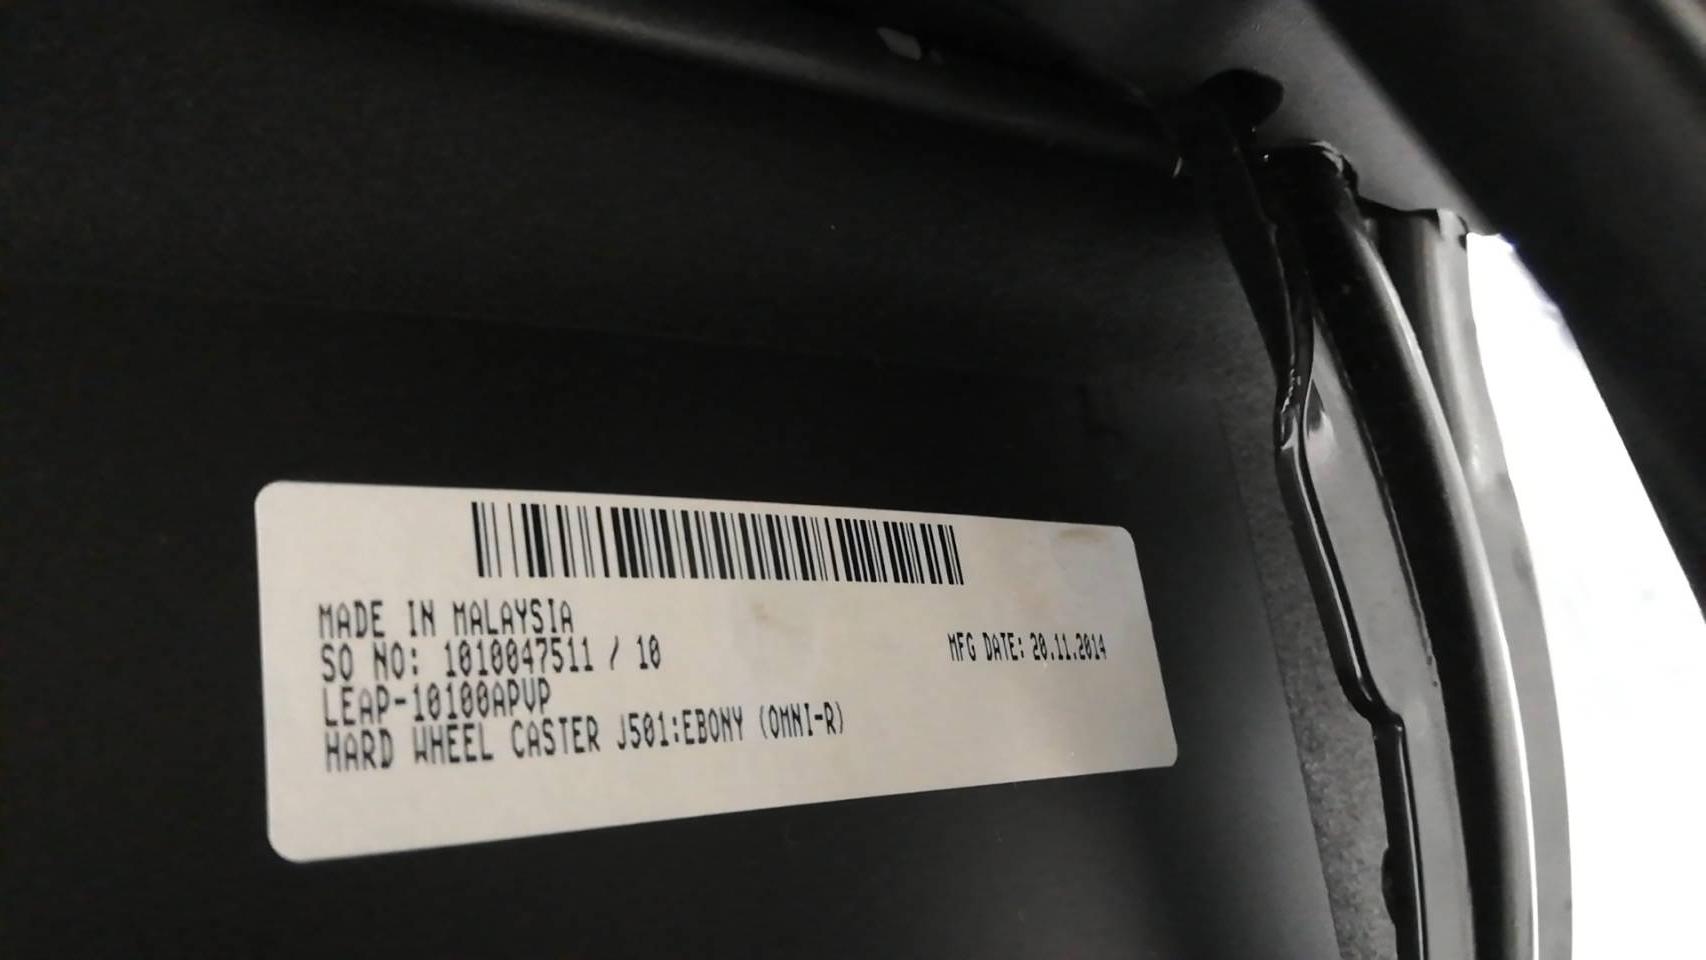 MADE IN MALAYSIA
SO NO: 1010047511 / 10
MFG DATE: 20.11.2014
LEAP-10100APVP
HARD WHEEL CASTER J501:EBONY (OMNI-R)